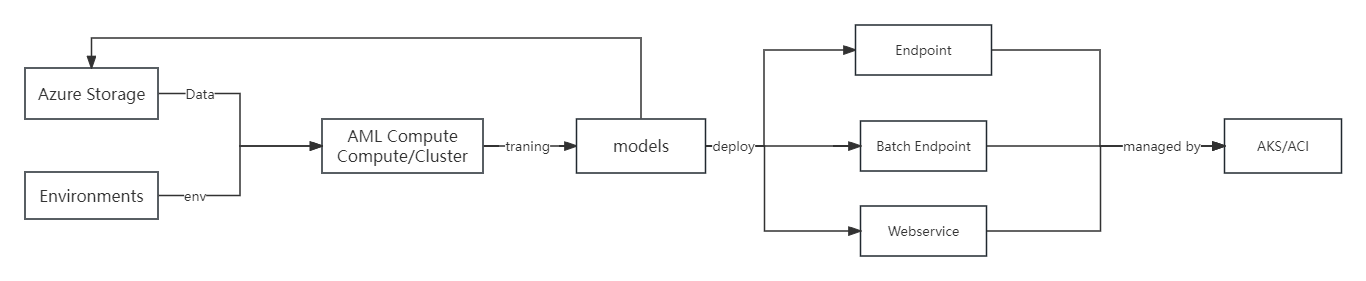 Azure Storage
Data
Environments
env
AML Compute
Compute/Cluster
traning
models
deploy
Endpoint
Batch Endpoint
Webservice
managed by
AKS/ACI